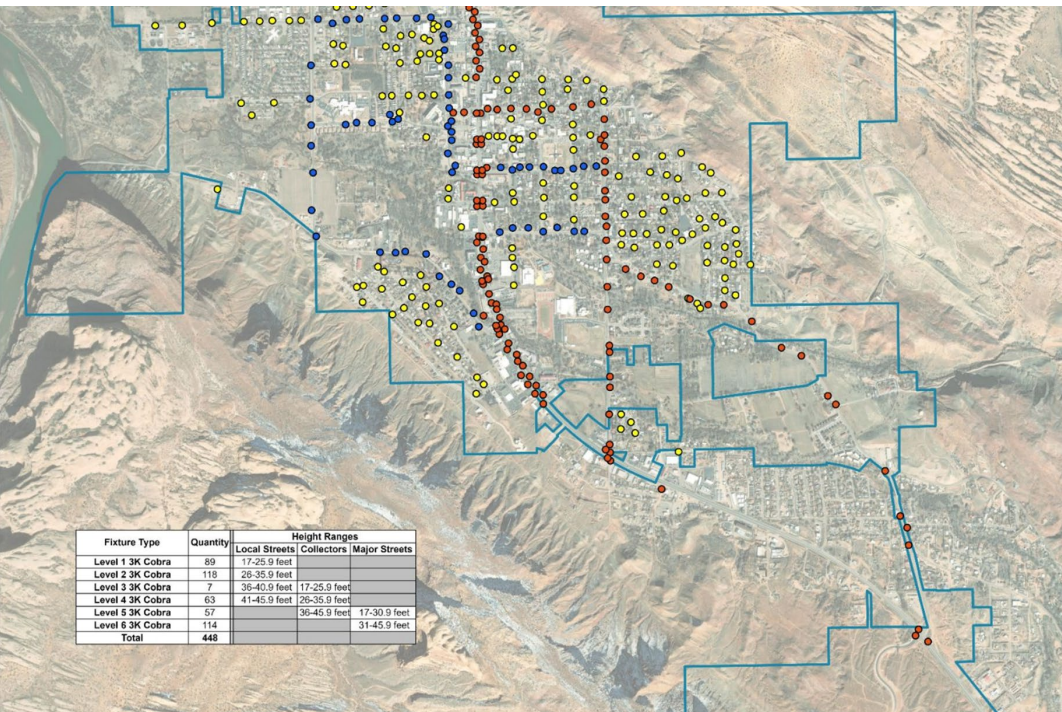 Fixture Type Quantity Height Ranges
Local Streets Collectors Major Streets
Level 1 3K Cobra 89 17-25.9 feet
Level 2 3K Cobra 118 26-35.9 feet
Level 3 3K Cobra 7 36-40.9 feet 17-25.9 feet
Level 4 3K Cobra 63 41-45.9 feet 26-35.9 feet
Level 5 3K Cobra 57 36-45.9 feet 17-30.9 feet
Level 6 3K Cobra 114 31-45.9 feet
Total 448